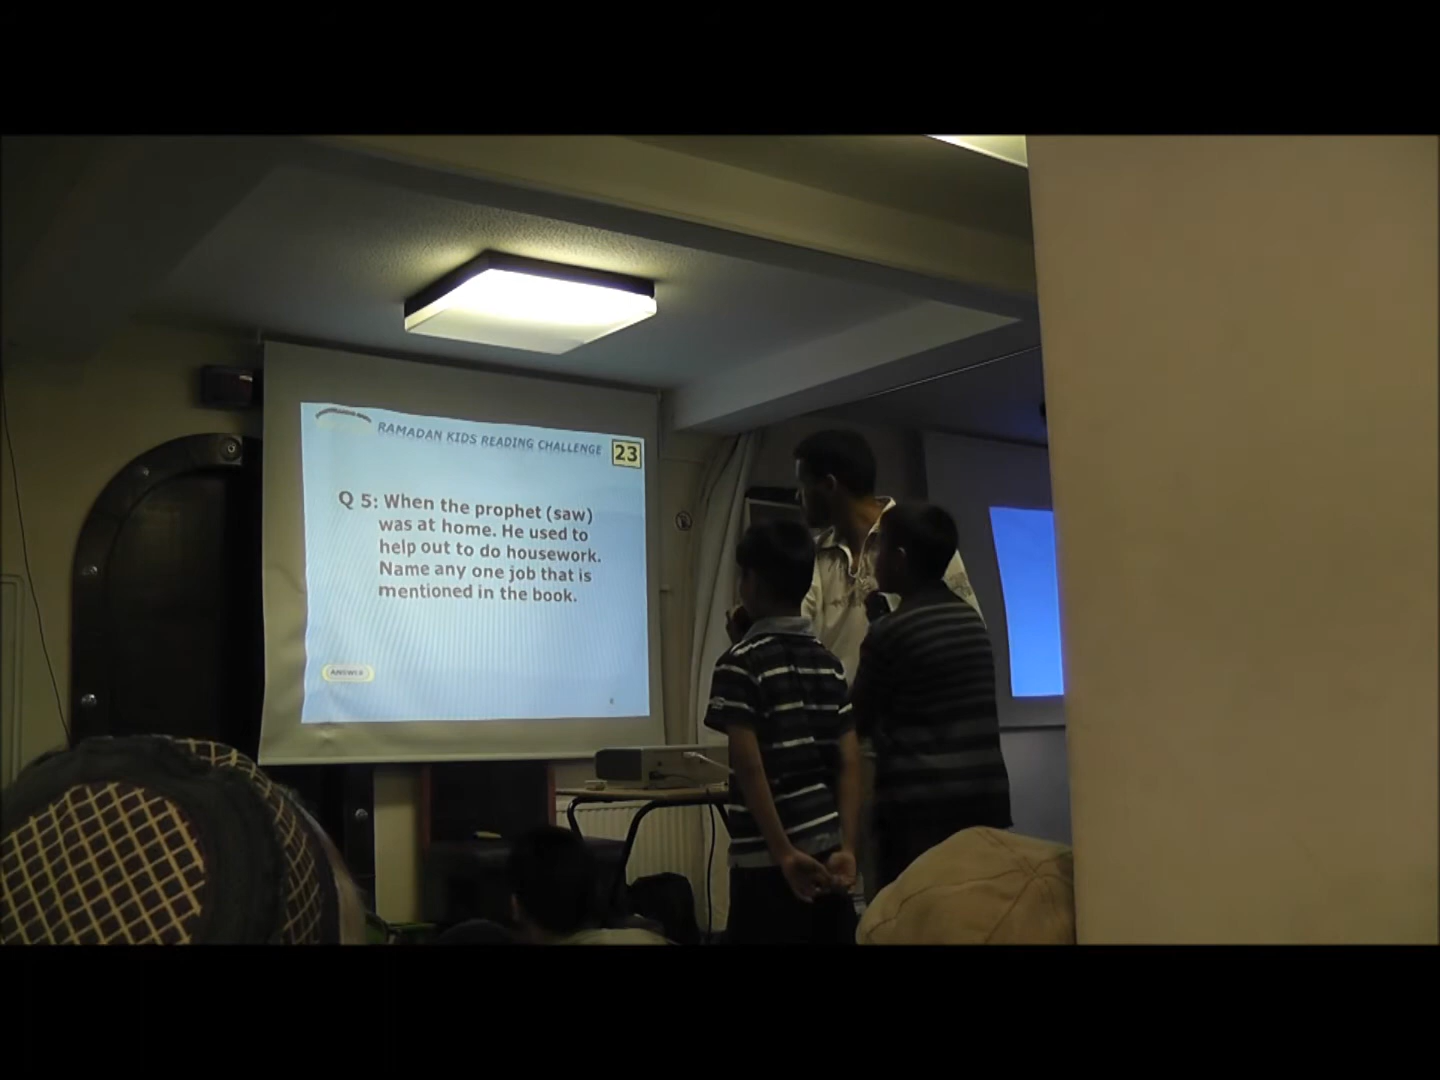 RAMADAN KIDS READING CHALLENGE
23
Q 5: When the prophet (saw)
was at home. He used to
help out to do housework.
Name any one job that is
mentioned in the book.
ANSWER